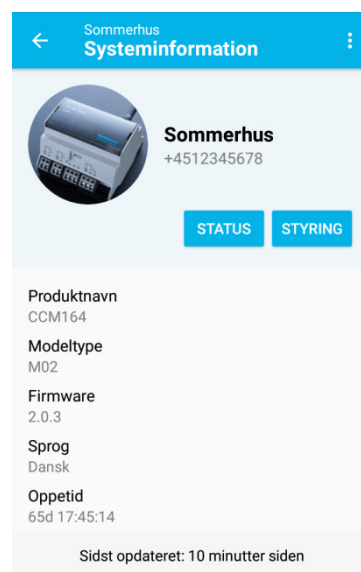 Sommerhus
Systeminformation
Sommerhus
+4512345678
STATUS
STYRING
Produktnavn
CCM164
Modeltype
M02
Firmware
2.0.3
Sprog
Dansk
Oppetid
65d 17:45:14
Sidst opdateret: 10 minutter siden